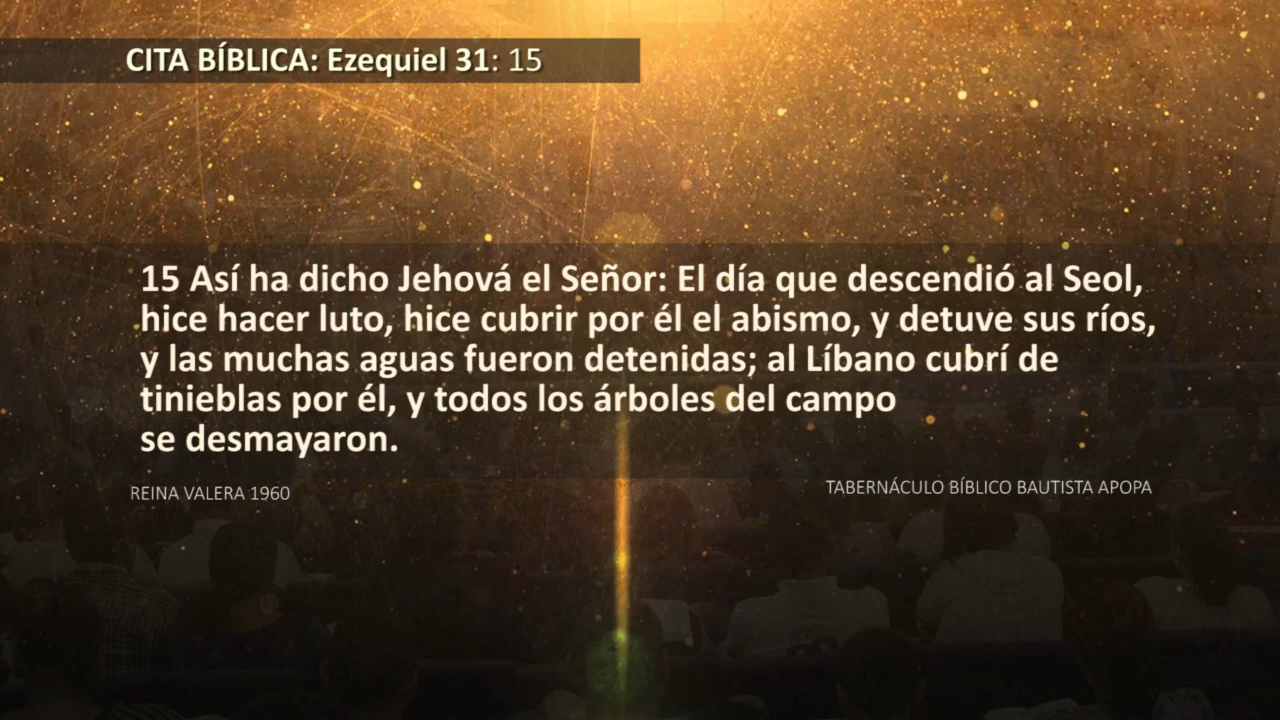 CITA BÍBLICA: Ezequiel 31: 15
15 Así ha dicho Jehová el Señor: El día que descendió al Seol,
hice hacer luto, hice cubrir por él el abismo, y detuve sus ríos,
y las muchas aguas fueron detenidas; al Líbano cubrí de
tinieblas por él, y todos los árboles del campo
se desmayaron.
REINA VALERA 1960
TABERNÁCULO BÍBLICO BAUTISTA APOPA